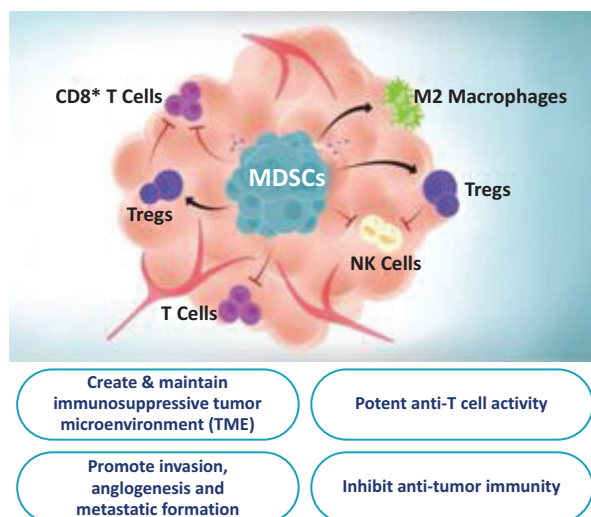 CD8* T Cells
M2 Macrophages
MDSCs
Tregs
Tregs
NK Cells
T Cells
Create & maintain
immunosuppressive tumor
microenvironment (TME)
Potent anti-T cell activity
Promote invasion,
anglogenesis and
metastatic formation
Inhibit anti-tumor immunity